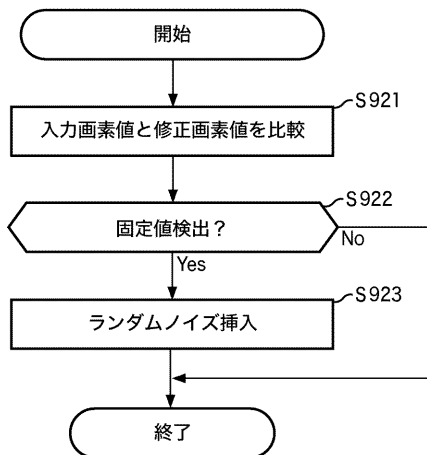 開始
S921
入力画素値と修正画素値を比較
S922
固定値検出？
No
Yes
S923
ランダムノイズ挿入
終了